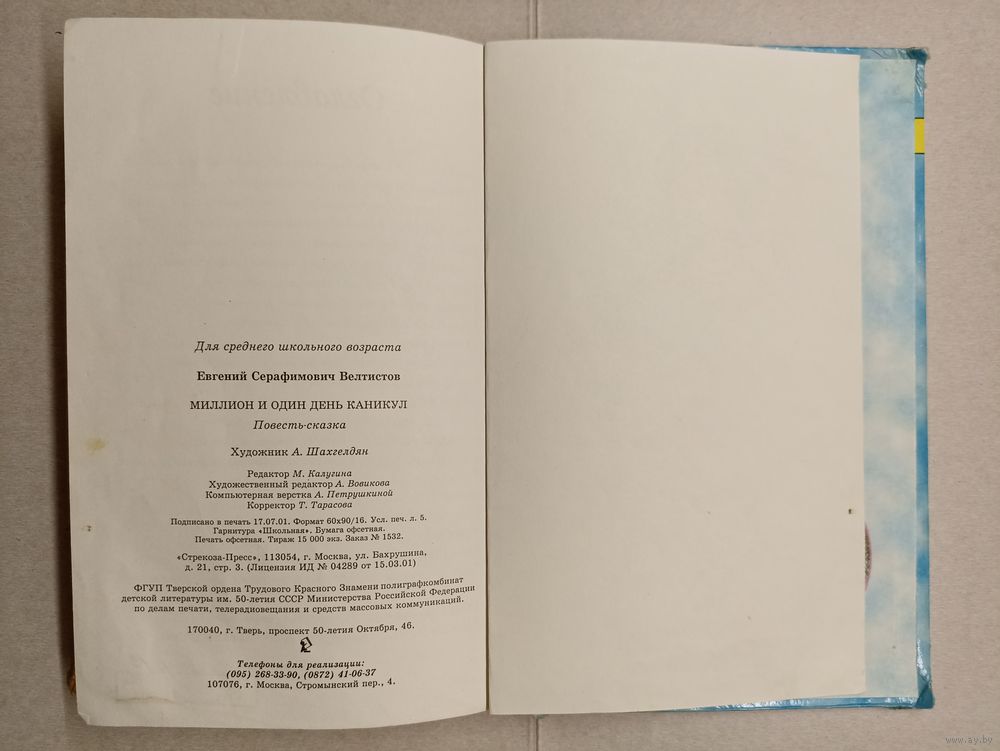 Оглавление
Для среднего школьного возраста
Евгений Серафимович Велтистов
МИЛЛИОН И ОДИН ДЕНЬ КАНИКУЛ
Повесть-сказка
Художник А. Шахгелдян
Редактор М. Калугина
Художественный редактор А. Вовикова
Компьютерная верстка А. Петрушкиной
Корректор Т. Тарасова
Подписано в печать 17.07.01. Формат 60х90/16. Усл. печ. л. 5.
Гарнитура «Школьная». Бумага офсетная.
Печать офсетная. Тираж 15 000 экз. Заказ № 1532.
«Стрекоза-Пресс», 113054, г. Москва, ул. Бахрушина,
д. 21, стр. 3. (Лицензия ИД № 04289 от 15.03.01)
ФГУП Тверской ордена Трудового Красного Знамени полиграфкомбинат
детской литературы им. 50-летия СССР Министерства Российской Федерации
по делам печати, телерадиовещания и средств массовых коммуникаций.
170040, г. Тверь, проспект 50-летия Октября, 46.
Телефоны для реализации:
(095) 268-33-90, (0872) 41-06-37
107076, г. Москва, Стромынский пер., 4.
www.ay.by